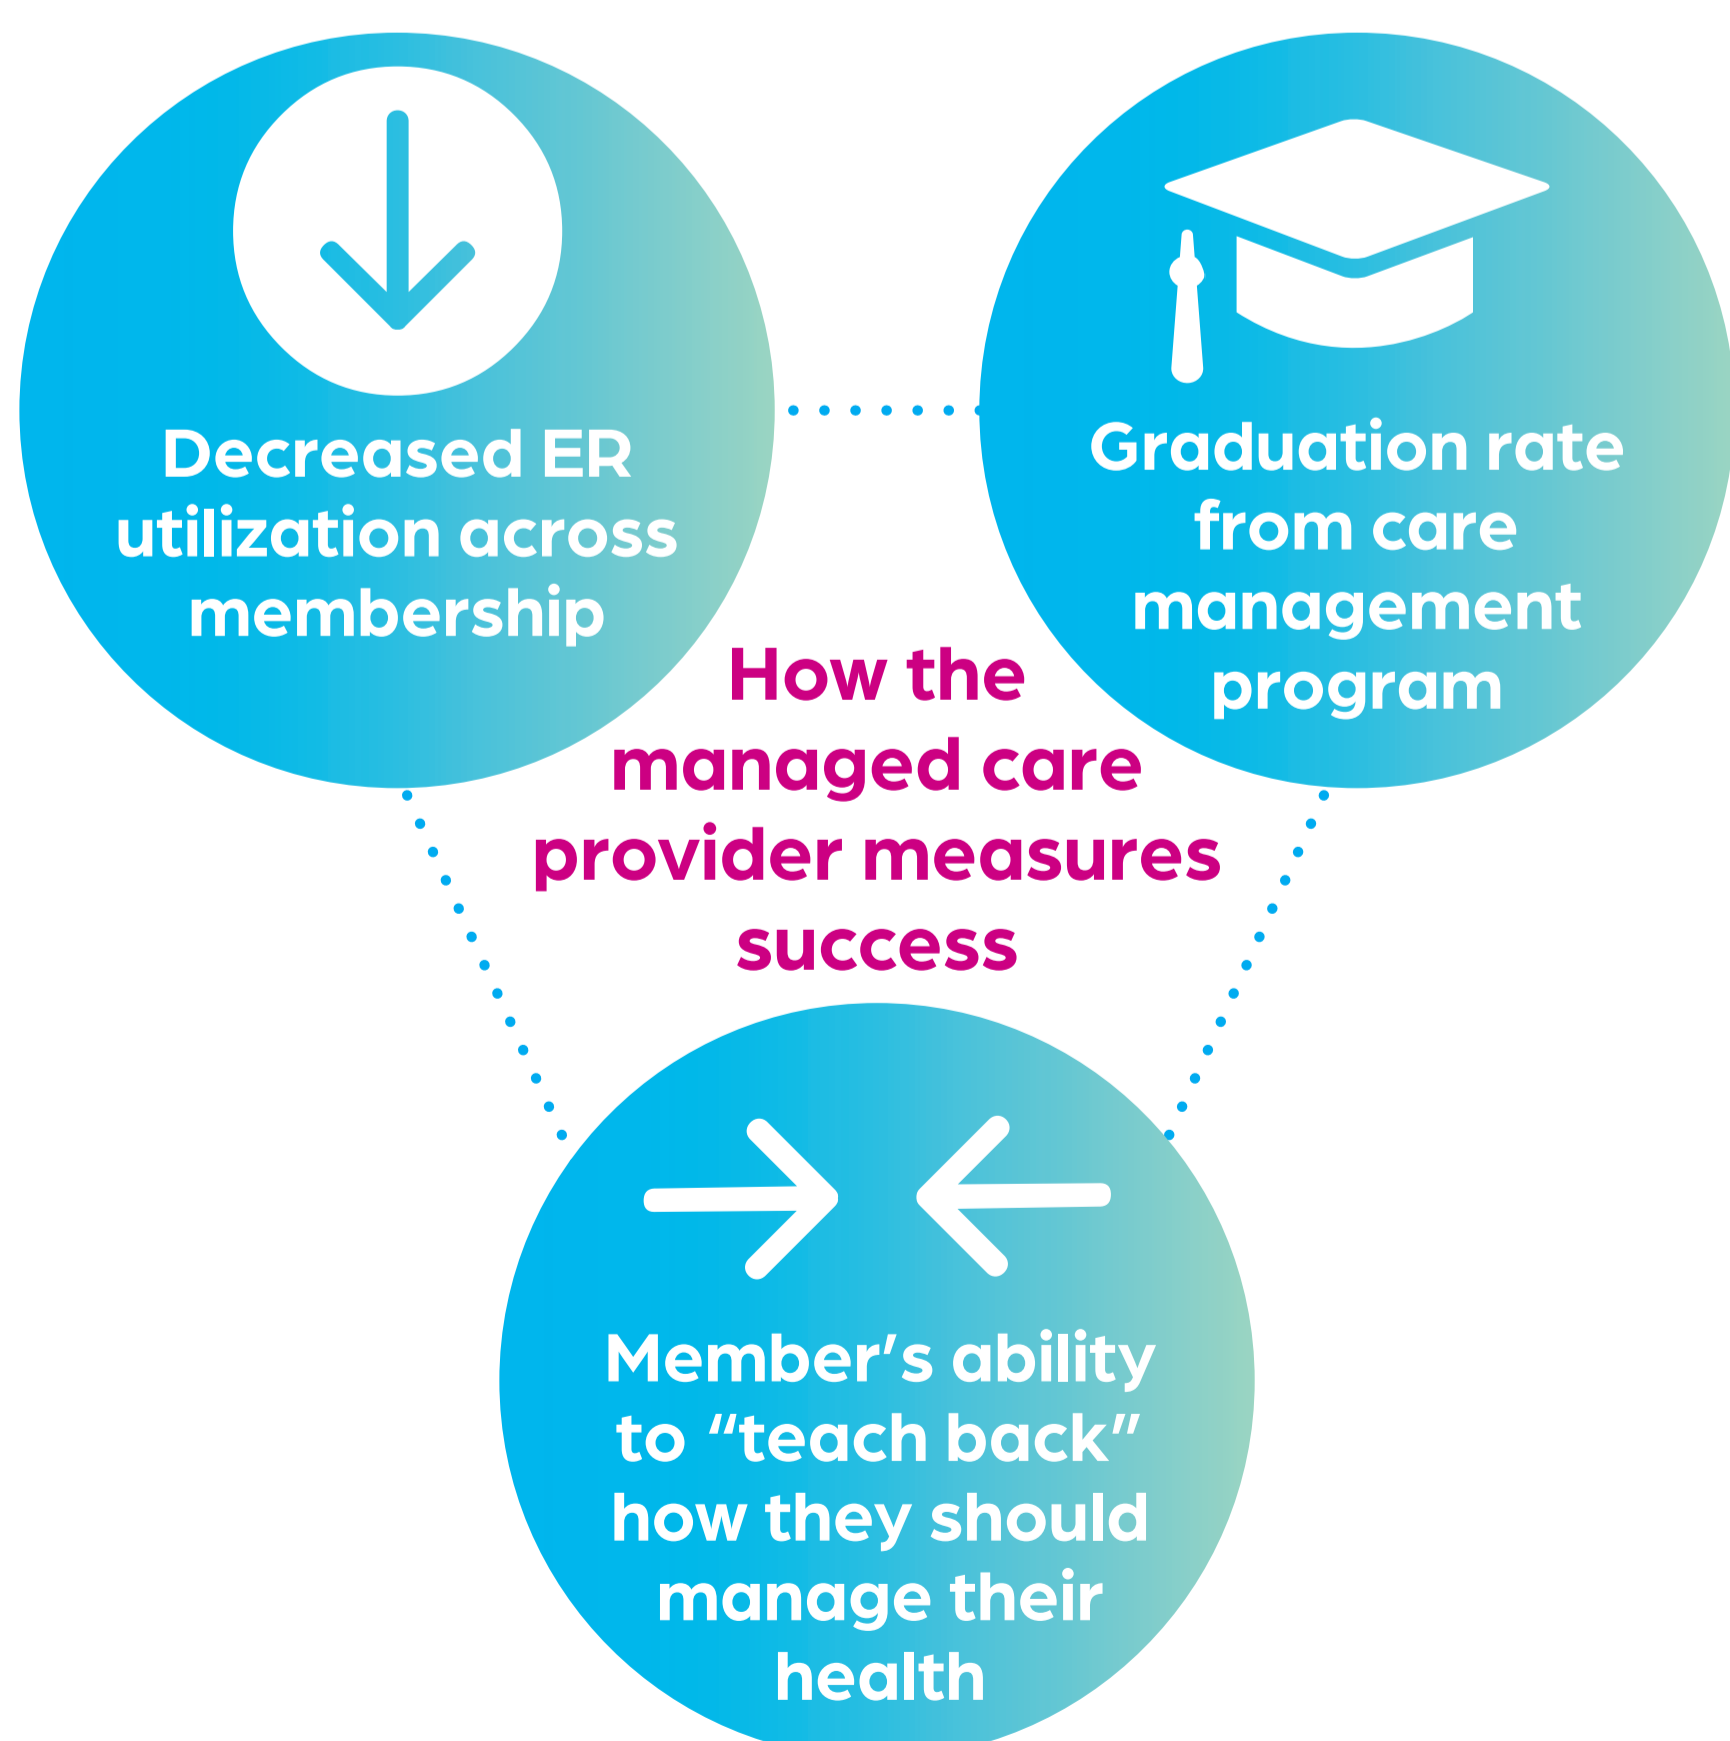 Decreased ER
utilization across
membership
Graduation rate
from care
management
program
How the
managed care
provider measures
success
Member’s ability
to “teach back”
how they should
manage their
health